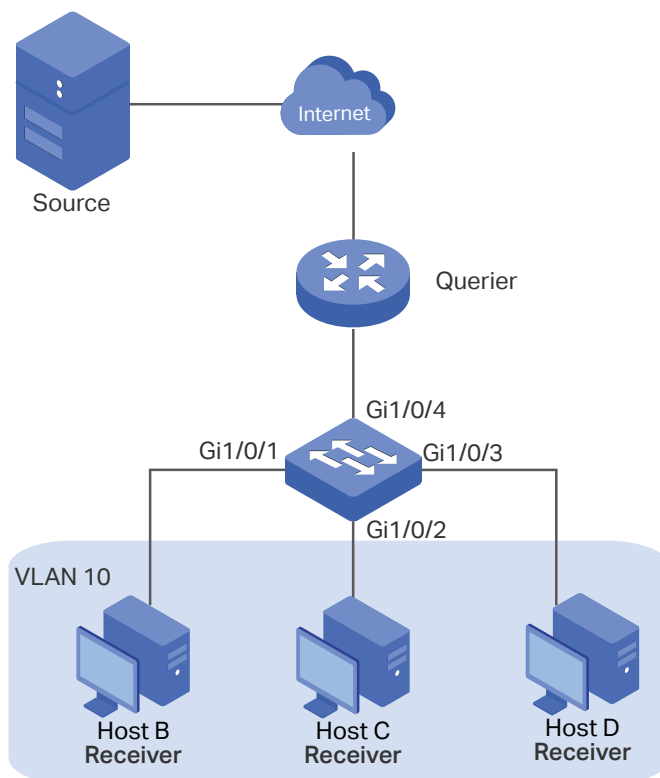 Internet
Source
Querier
Gi1/0/4
Gi1/0/1
Gi1/0/3
Gi1/0/2
VLAN 10
Host B
Receiver
Host C
Receiver
Host D
Receiver